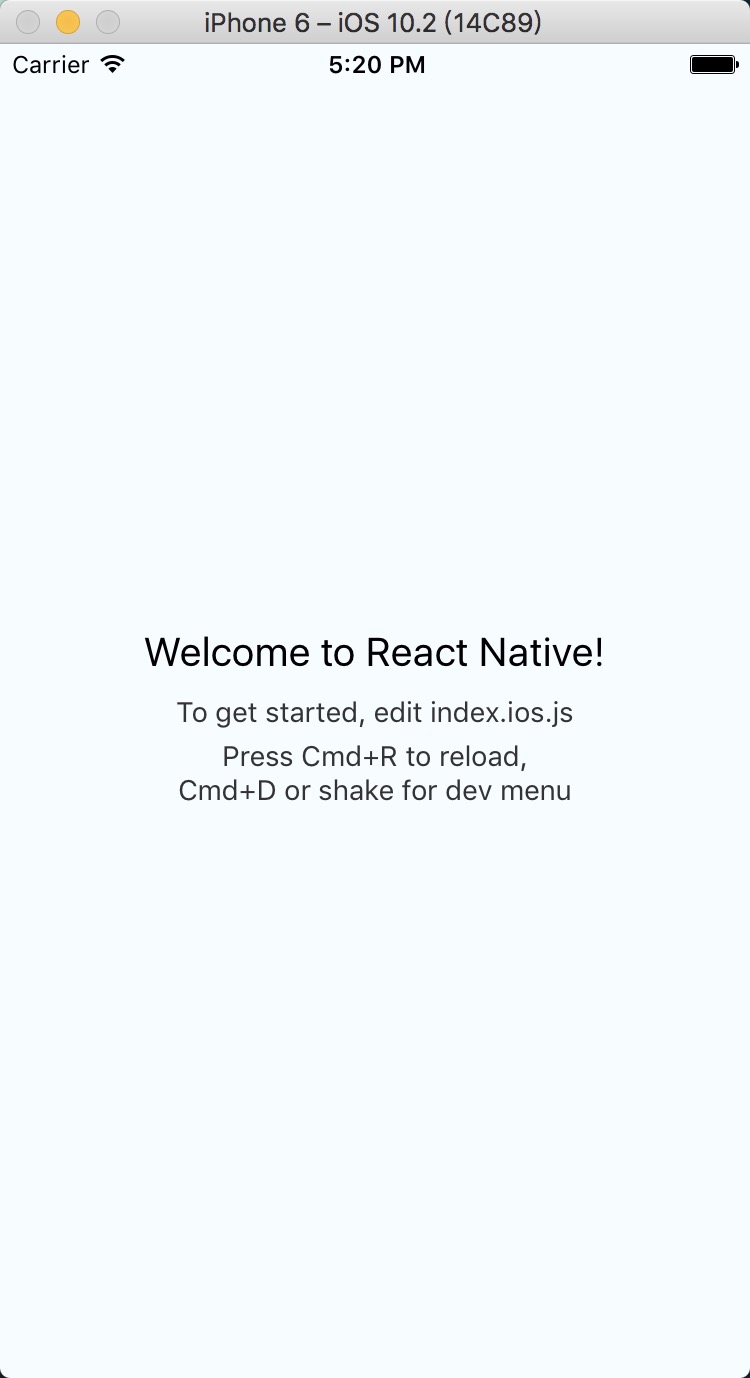 iPhone 6 – iOS 10.2 (14C89)
Carrier 5:20 PM
Welcome to React Native!
To get started, edit index.ios.js
Press Cmd+R to reload,
Cmd+D or shake for dev menu